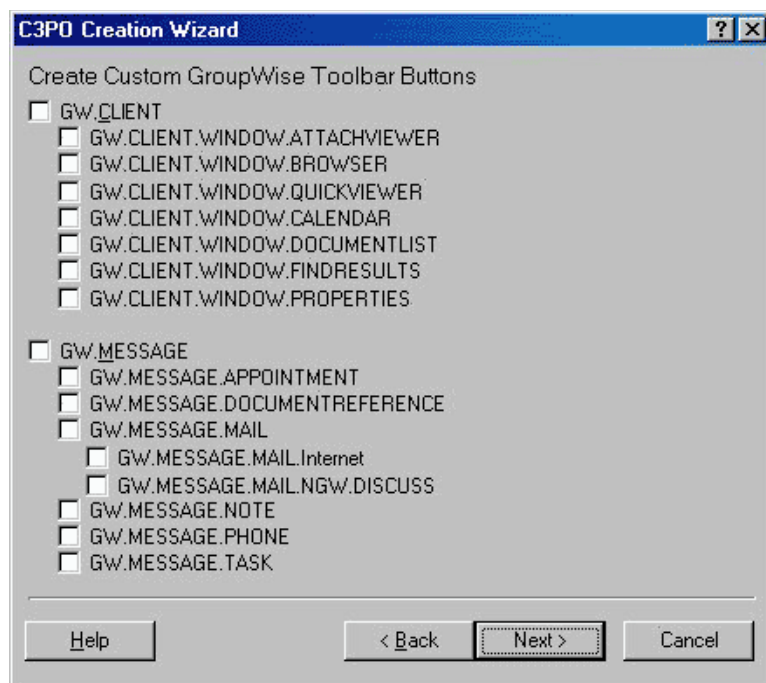 C3PO Creation Wizard
Create Custom GroupWise Toolbar Buttons
GW.CLIENT
GW.CLIENT.WINDOW.ATTACHVIEWER
GW.CLIENT.WINDOW.BROWSER
GW.CLIENT.WINDOW.QUICKVIEWER
GW.CLIENT.WINDOW.CALENDAR
GW.CLIENT.WINDOW.DOCUMENTLIST
GW.CLIENT.WINDOW.FINDRESULTS
GW.CLIENT.WINDOW.PROPERTIES
GW.MESSAGE
GW.MESSAGE.APPOINTMENT
GW.MESSAGE.DOCUMENTREFERENCE
GW.MESSAGE.MAIL
GW.MESSAGE.MAIL.Internet
GW.MESSAGE.MAIL.NGW.DISCUSS
GW.MESSAGE.NOTE
GW.MESSAGE.PHONE
GW.MESSAGE.TASK
Help < Back Next > Cancel